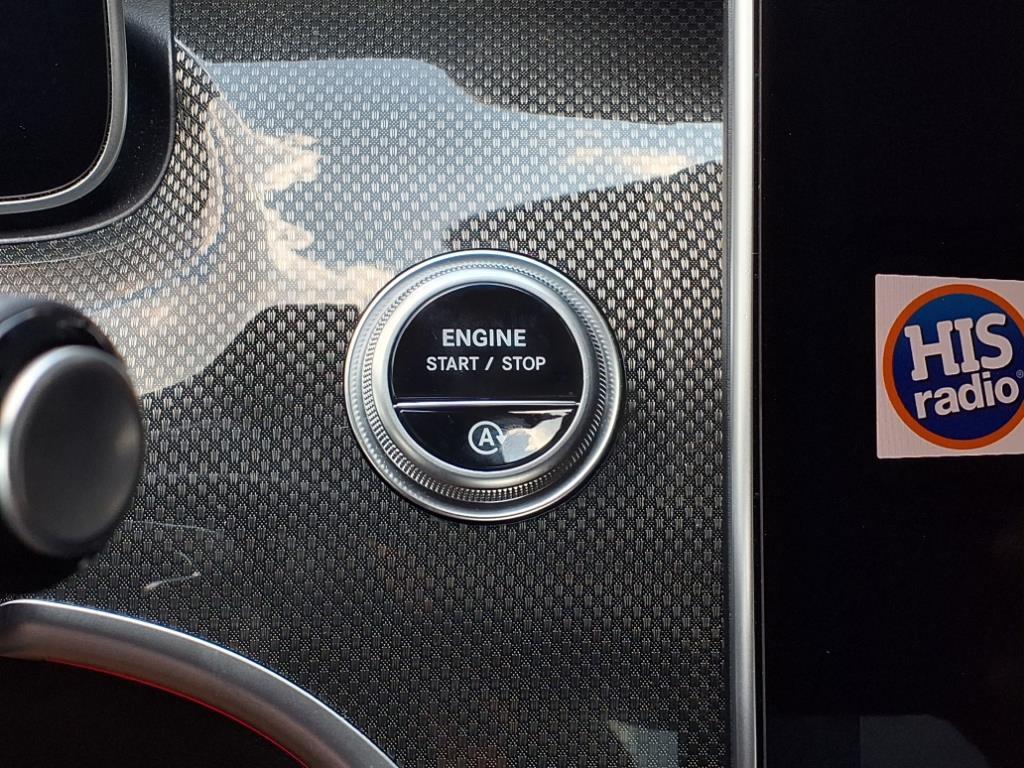 ENGINE
START / STOP
A
HIS
radio®